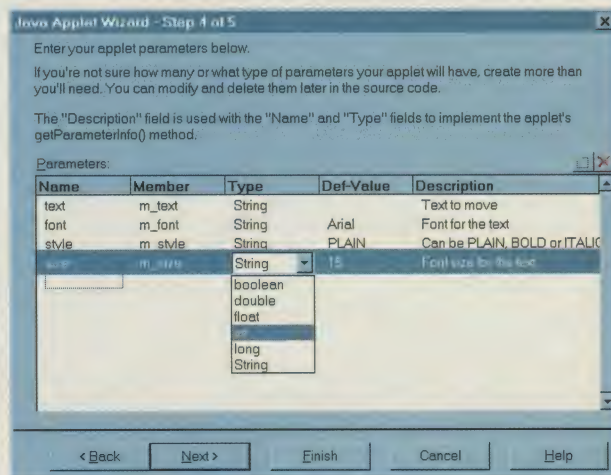 Java Applet Wizard - Step 4 of 5
Enter your applet parameters below.
If you're not sure how many or what type of parameters your applet will have, create more than
you'll need. You can modify and delete them later in the source code.
The "Description" field is used with the "Name" and "Type" fields to implement the applet's
getParameterInfo() method.
Parameters:
Name Member Type Def-Value Description
text m_text String Text to move
font m_font String Arial Font for the text
style m_style String PLAIN Can be PLAIN, BOLD or ITALIC
size m_size String 15 Font size for the text
boolean
double
float
int
long
String
< Back Next > Finish Cancel Help